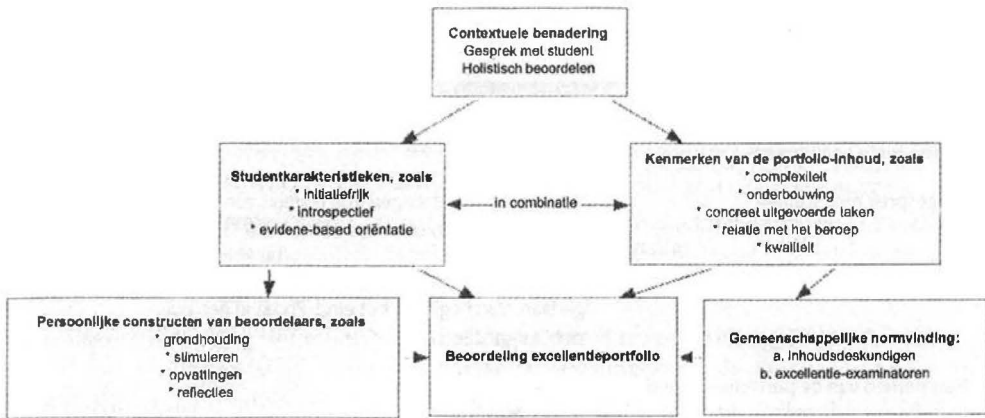 Contextuele benadering
Gesprek met student
Holistisch beoordelen
Studentkarakteristieken, zoals
* initiatiefrijk
* introspectief
* evidene-based oriëntatie
in combinatie
Kenmerken van de portfolio-inhoud, zoals
* complexiteit
* onderbouwing
* concreet uitgevoerde taken
* relatie met het beroep
* kwaliteit
Persoonlijke constructen van beoordelaars, zoals
* grondhouding
* stimuleren
* opvattingen
* reflecties
Beoordeling excellentieportfolio
Gemeenschappelijke normvinding:
a. Inhoudsdeskundigen
b. excellentie-examinatoren